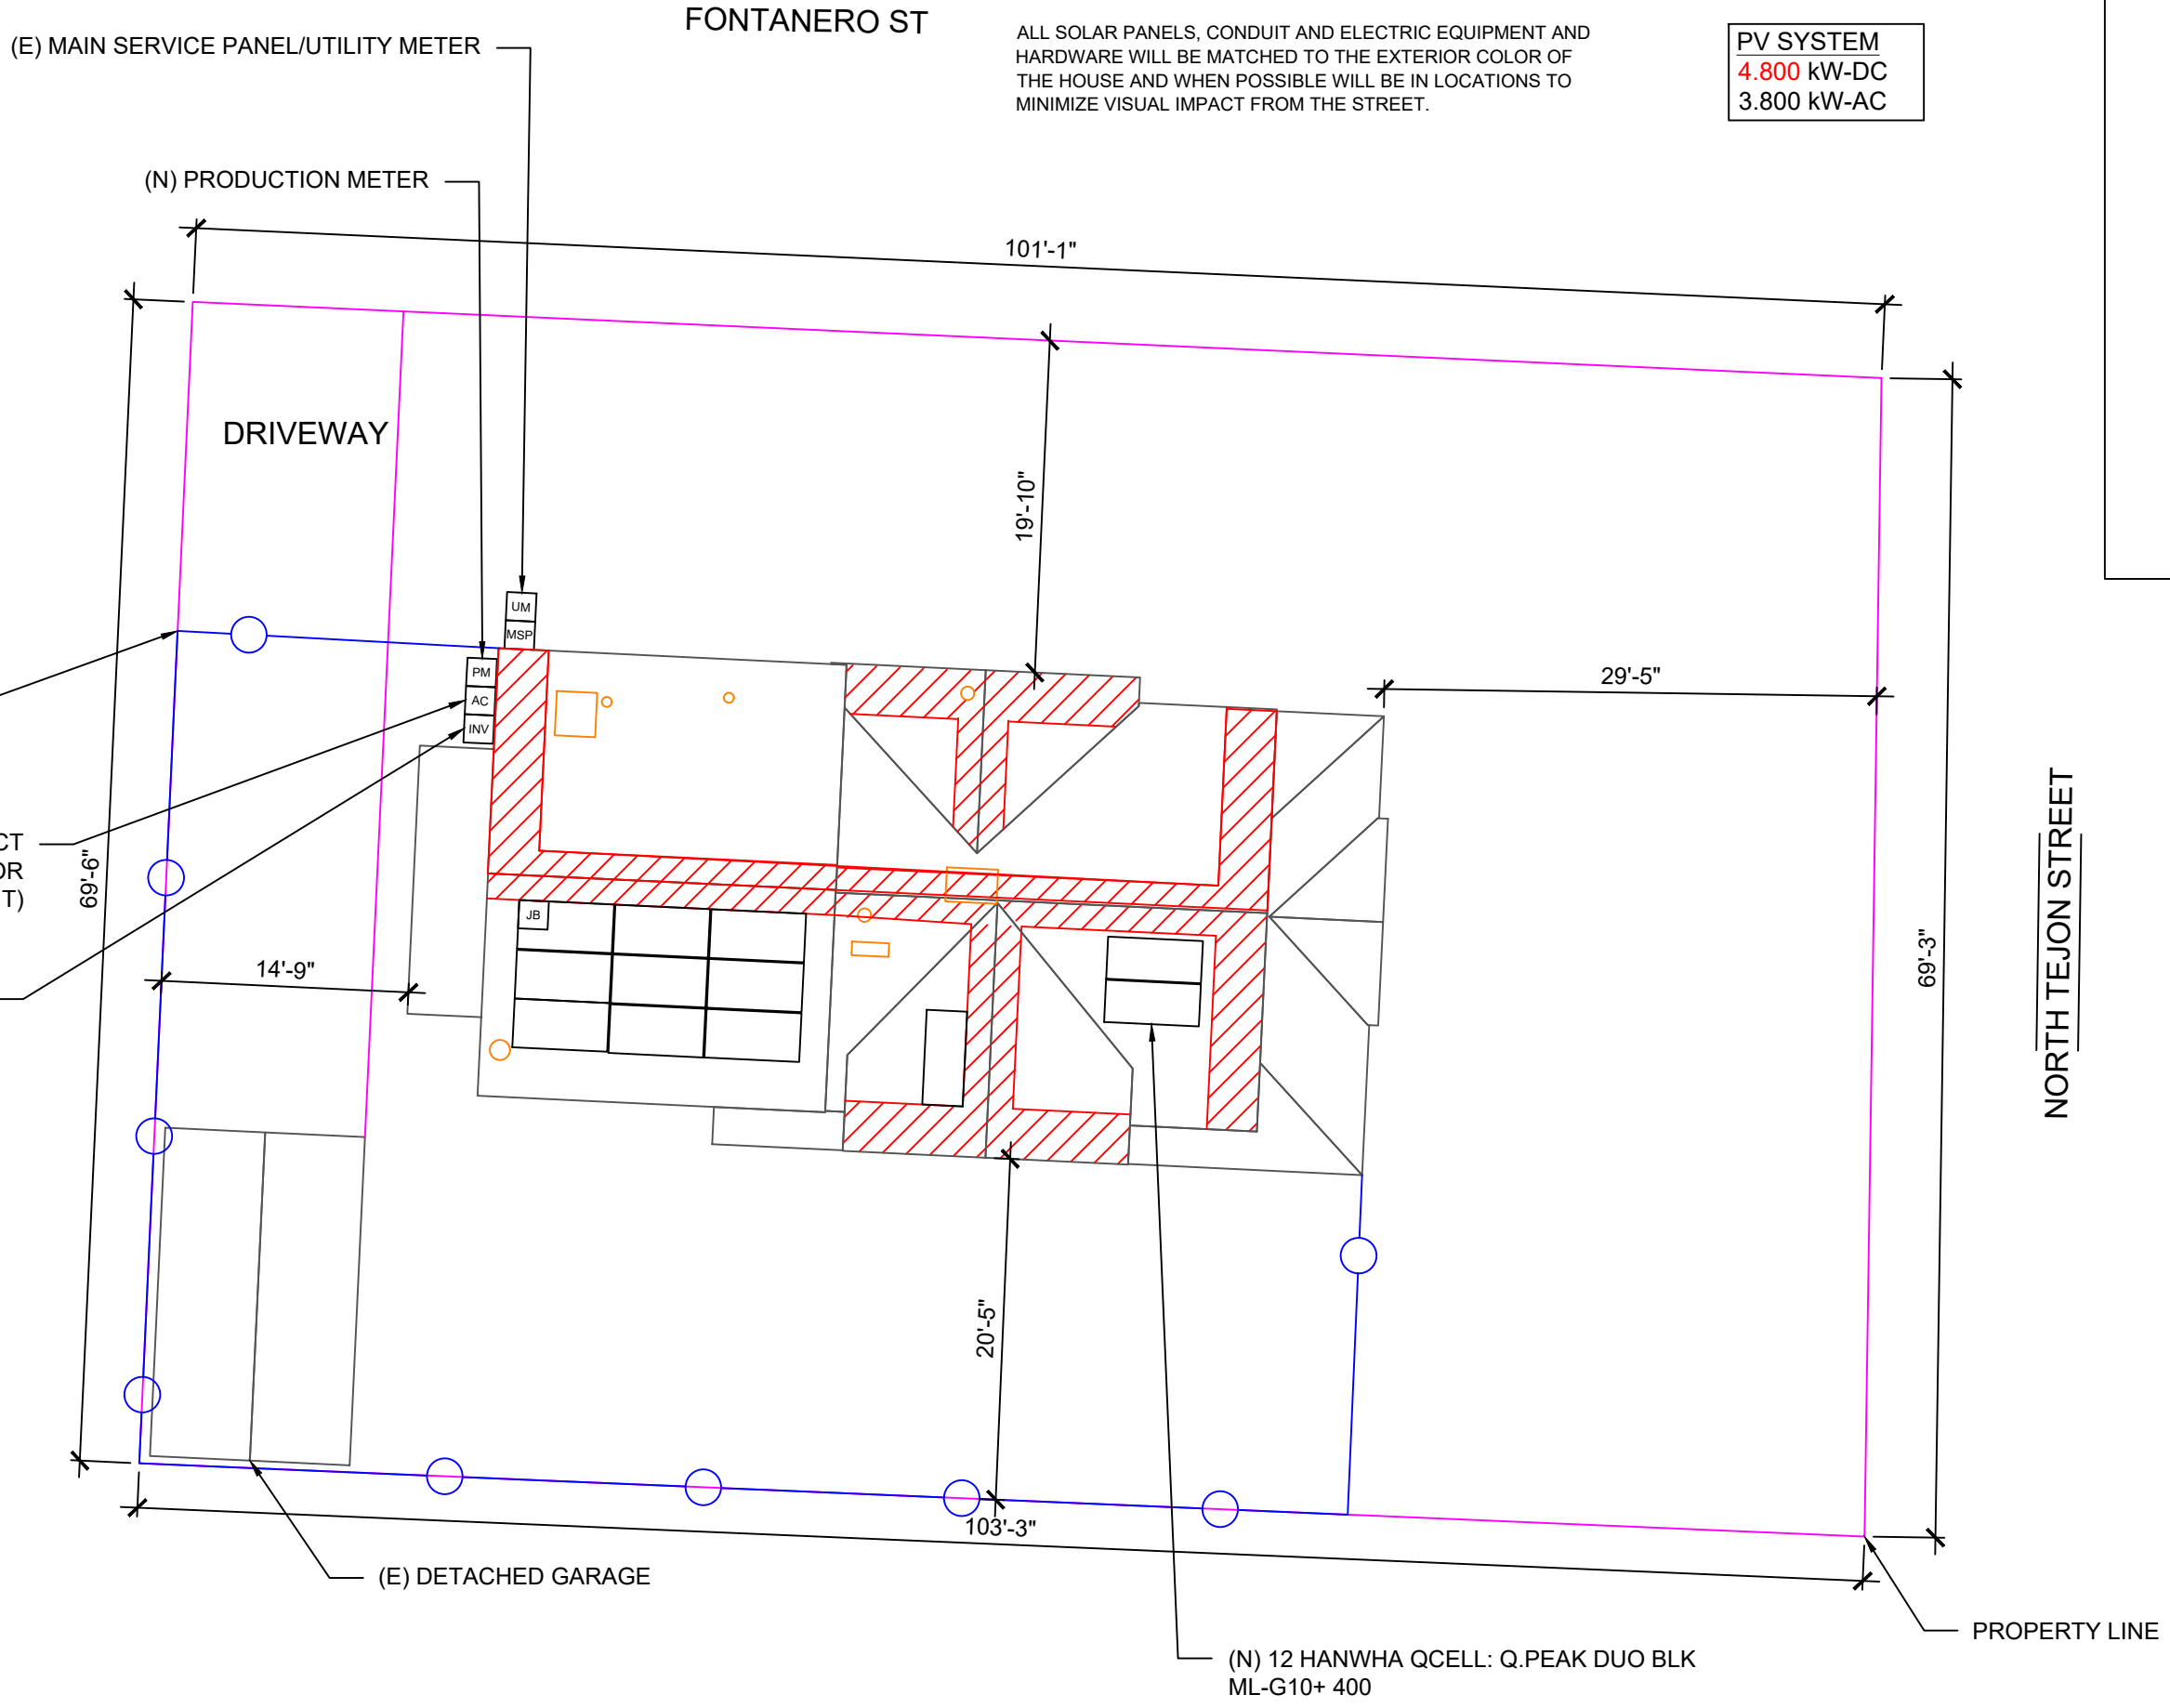 FONTANERO ST
(E) MAIN SERVICE PANEL/UTILITY METER
ALL SOLAR PANELS, CONDUIT AND ELECTRIC EQUIPMENT AND
HARDWARE WILL BE MATCHED TO THE EXTERIOR COLOR OF
THE HOUSE AND WHEN POSSIBLE WILL BE IN LOCATIONS TO
MINIMIZE VISUAL IMPACT FROM THE STREET.
PV SYSTEM
4.800 kW-DC
3.800 kW-AC
(N) PRODUCTION METER
101'-1"
DRIVEWAY
19'-10"
UM
MSP
PM
AC
INV
29'-5"
CT
OR
T)
69'-6"
JB
14'-9"
69'-3"
NORTH TEJON STREET
20'-5"
103'-3"
(E) DETACHED GARAGE
PROPERTY LINE
(N) 12 HANWHA QCELL: Q.PEAK DUO BLK
ML-G10+ 400